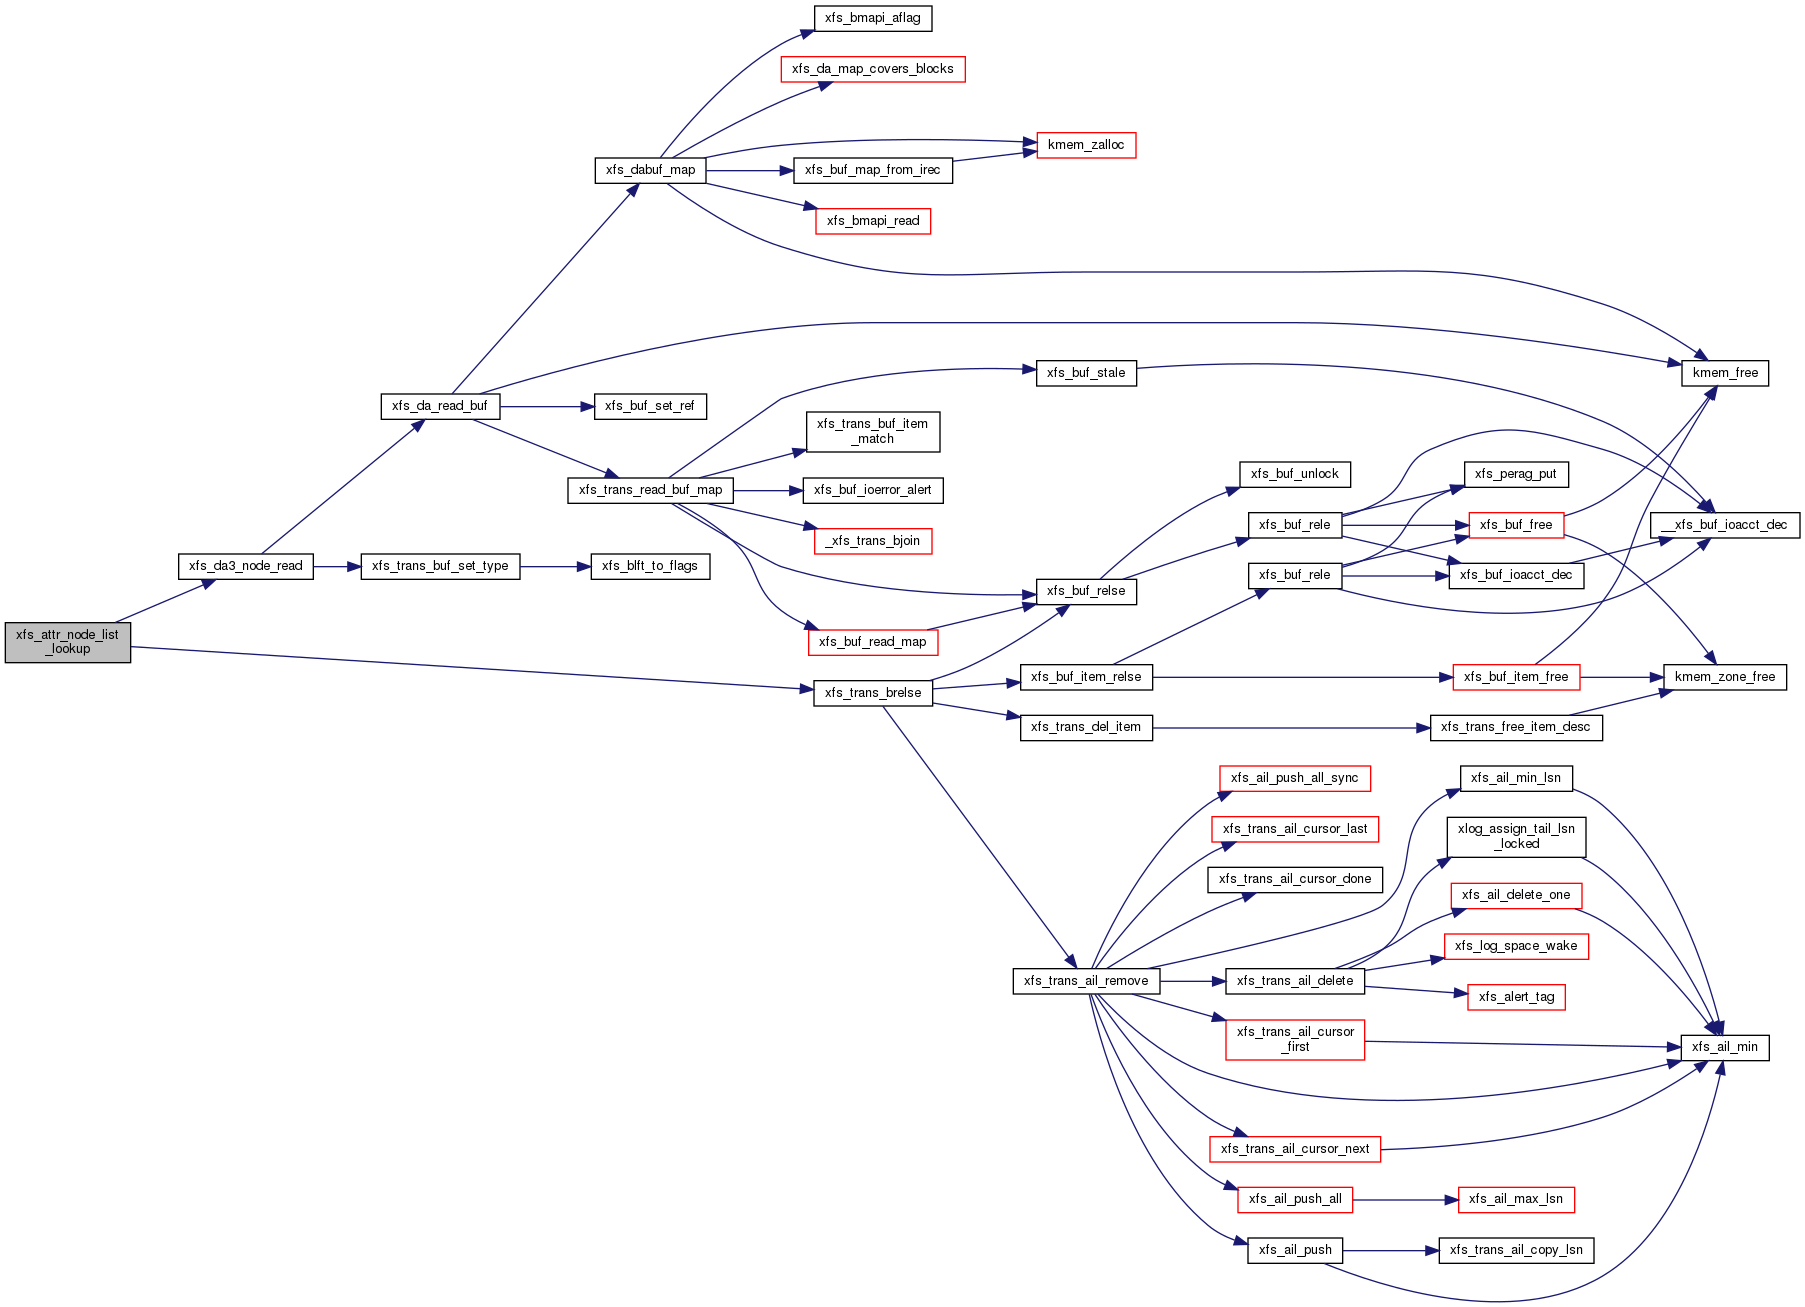 xfs_bmapi_aflag
xfs_da_map_covers_blocks
kmem_zalloc
xfs_dabuf_map
xfs_buf_map_from_irec
xfs_bmapi_read
kmem_free
xfs_buf_stale
xfs_da_read_buf
xfs_buf_set_ref
xfs_trans_buf_item
_match
xfs_trans_read_buf_map
xfs_buf_ioerror_alert
xfs_buf_unlock
xfs_perag_put
_xfs_trans_bjoin
xfs_buf_rele
xfs_buf_free
__xfs_buf_ioacct_dec
xfs_da3_node_read
xfs_trans_buf_set_type
xfs_blft_to_flags
xfs_buf_rele
xfs_buf_ioacct_dec
xfs_buf_relse
xfs_attr_node_list
_lookup
xfs_buf_read_map
xfs_trans_brelse
xfs_buf_item_relse
xfs_buf_item_free
kmem_zone_free
xfs_trans_del_item
xfs_trans_free_item_desc
xfs_ail_push_all_sync
xfs_ail_min_lsn
xfs_trans_ail_cursor_last
xlog_assign_tail_lsn
_locked
xfs_trans_ail_cursor_done
xfs_ail_delete_one
xfs_log_space_wake
xfs_trans_ail_remove
xfs_trans_ail_delete
xfs_alert_tag
xfs_trans_ail_cursor
_first
xfs_ail_min
xfs_trans_ail_cursor_next
xfs_ail_push_all
xfs_ail_max_lsn
xfs_ail_push
xfs_trans_ail_copy_lsn